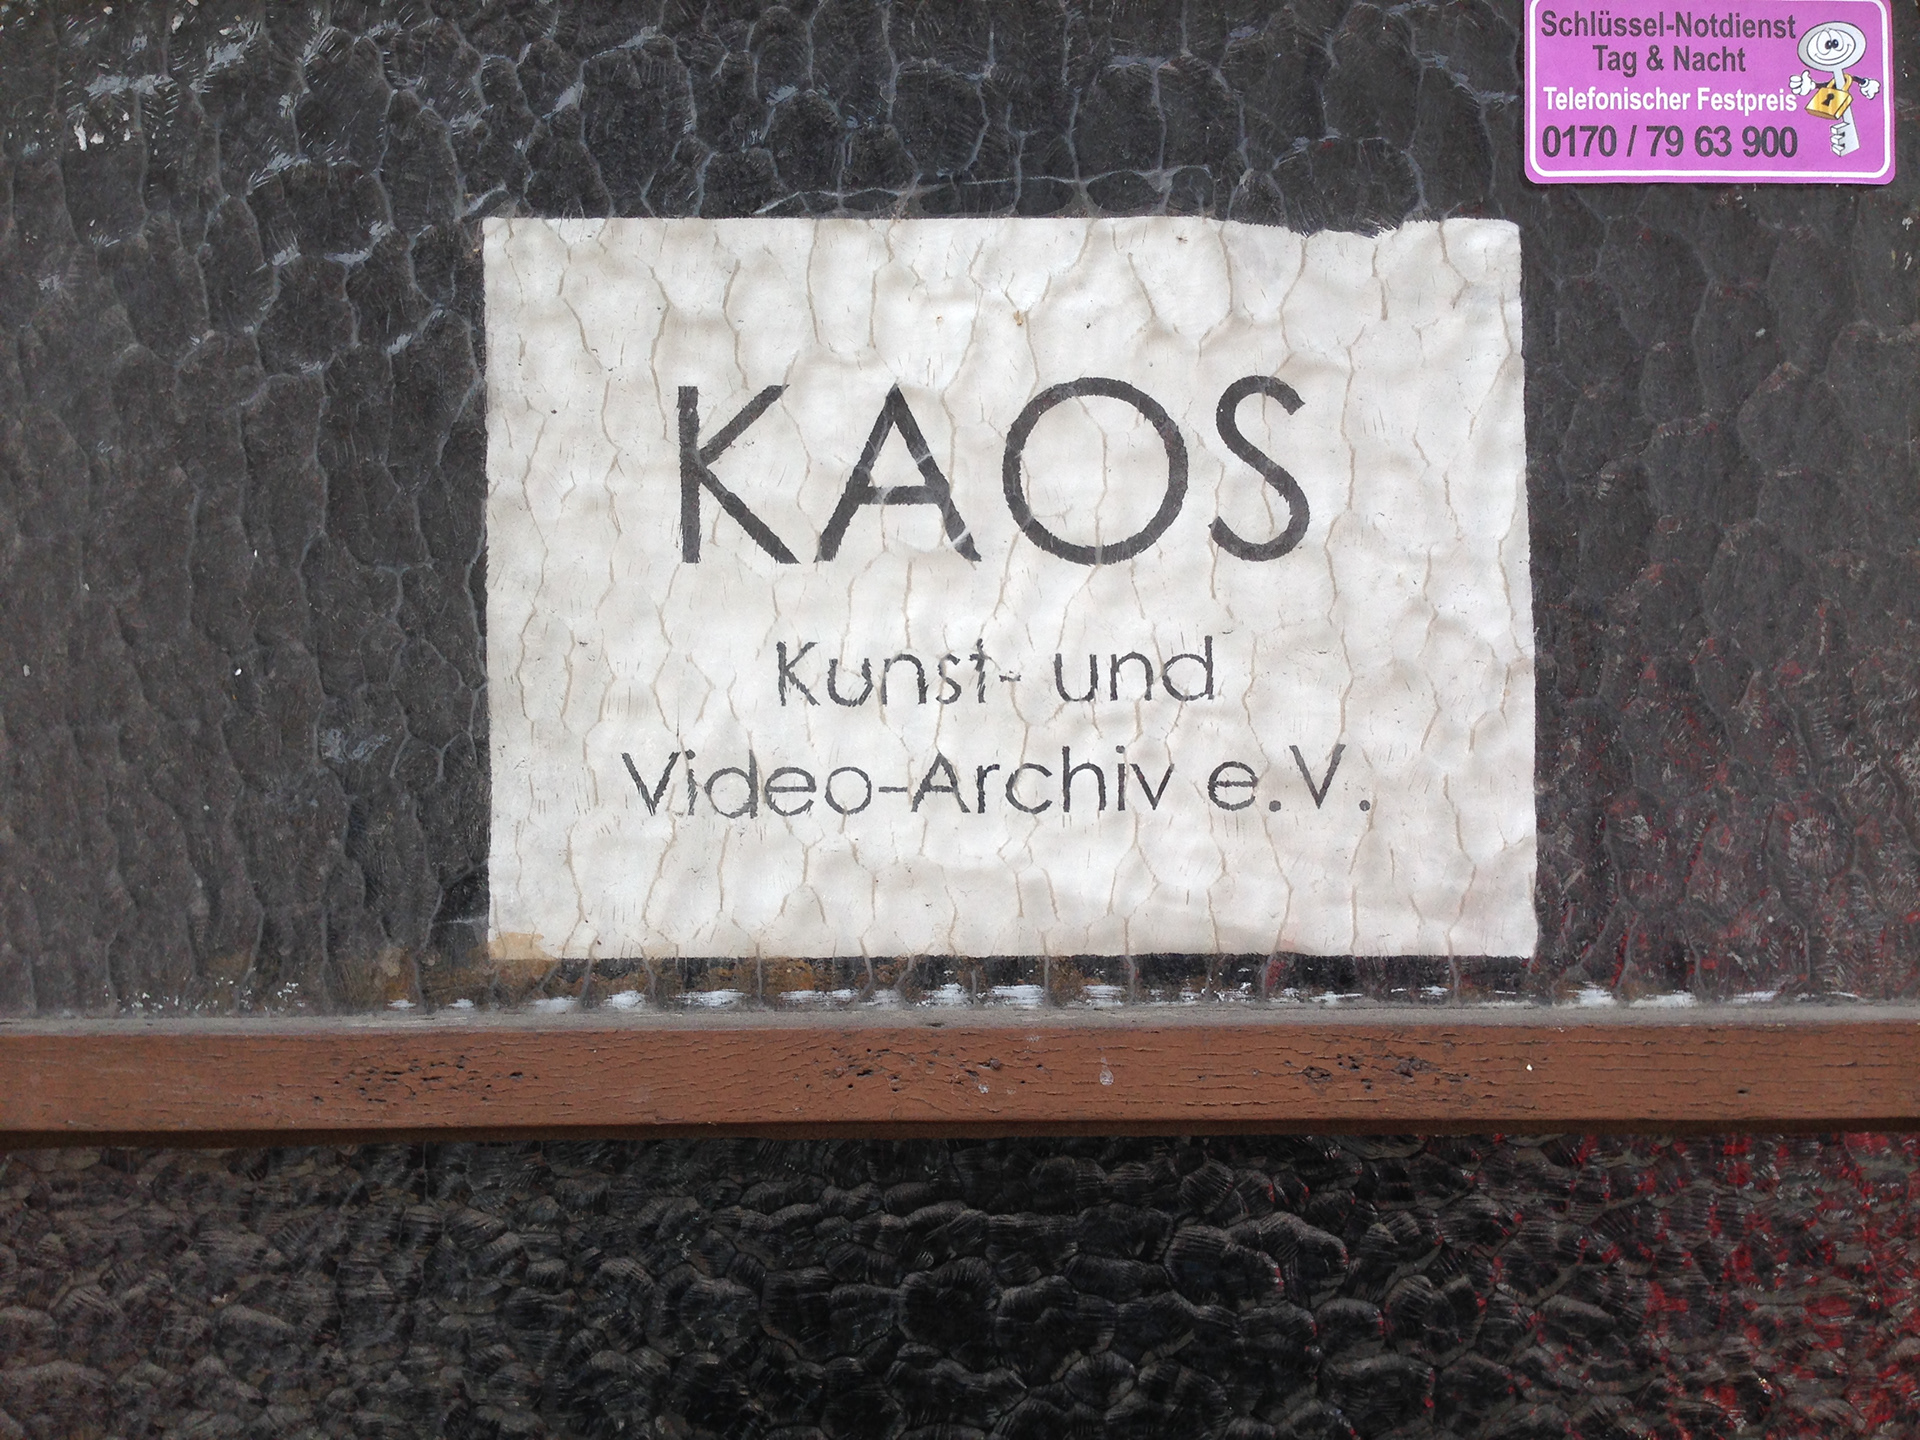 Schlüssel-Notdienst
Tag & Nacht
Telefonischer Festpreis
0170 / 79 63 900
KAOS
Kunst- und
Video-Archiv e.V.